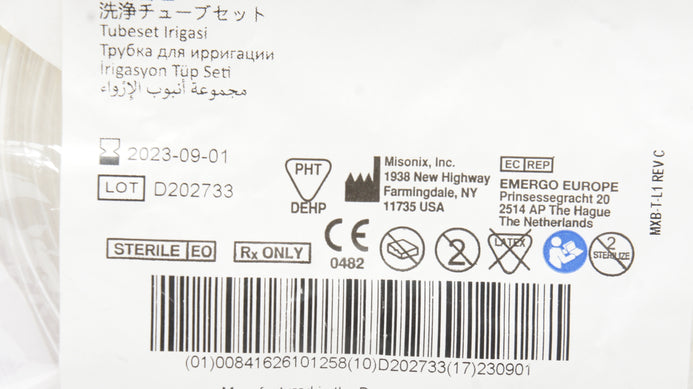 洗浄チューブセット
Tubeset Irigasi
Трубка для ирригации
İrigasyon Tüp Seti
مجموعة أنبوب الإرواء
2023-09-01
LOT D202733
PHT
DEHP
Misonix, Inc.
1938 New Highway
Farmingdale, NY
11735 USA
EC REP
EMERGO EUROPE
Prinsessegracht 20
2514 AP The Hague
The Netherlands
MXB-T-L1 REV C
STERILE EO
Rx ONLY
CE
0482
2
LATEX
2
STERILIZE
(01)00841626101258(10)D202733(17)230901